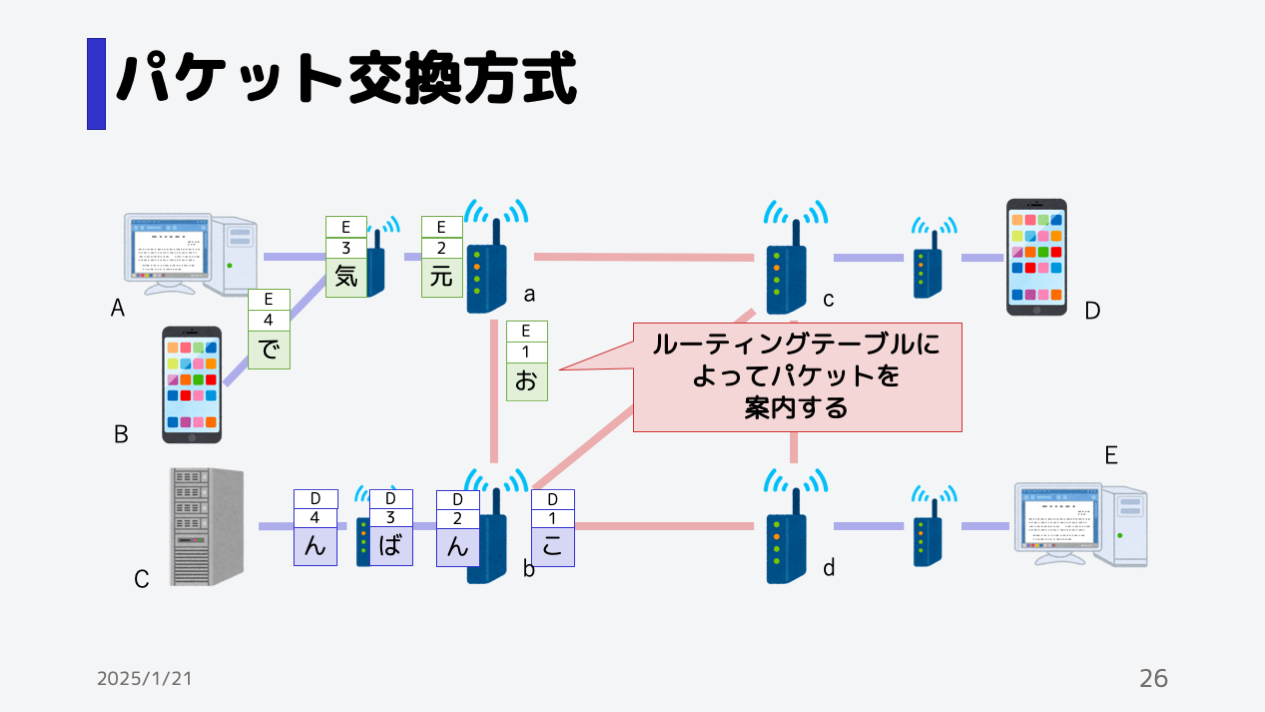 パケット交換方式
A
B
C
D
E
a
b
c
d
E
3
気
E
2
元
E
4
で
E
1
お
ルーティングテーブルに
よってパケットを
案内する
D
4
ん
D
3
ば
D
2
ん
D
1
こ
2025/1/21
26